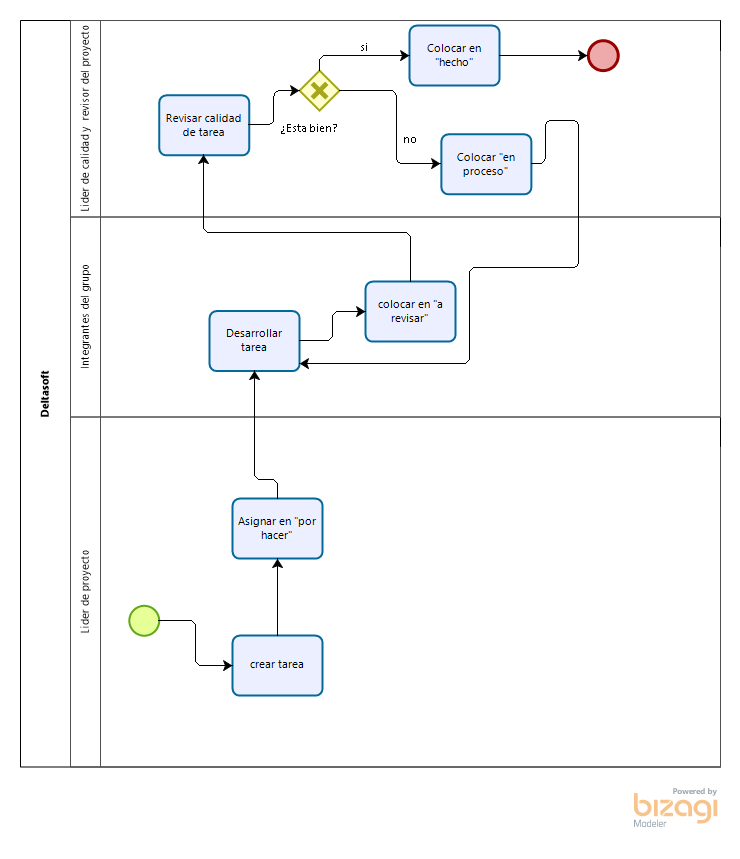 Deltasoft
Lider de calidad y revisor del proyecto
si
Colocar en
"hecho"
Revisar calidad
de tarea
¿Esta bien?
no
Colocar "en
proceso"
Integrantes del grupo
colocar en "a
revisar"
Desarrollar
tarea
Lider de proyecto
Asignar en "por
hacer"
crear tarea
Powered by
bizagi
Modeler